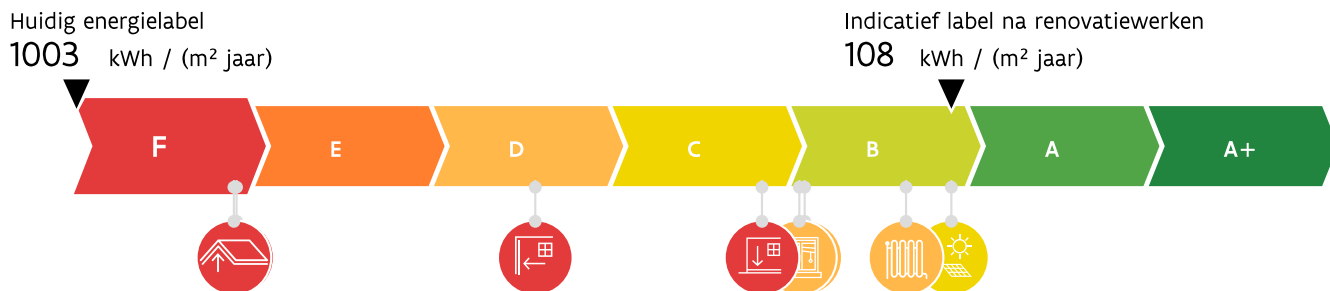 Huidig energielabel
1003 kWh / (m² jaar)
Indicatief label na renovatiewerken
108 kWh / (m² jaar)
F
E
D
C
B
A
A+